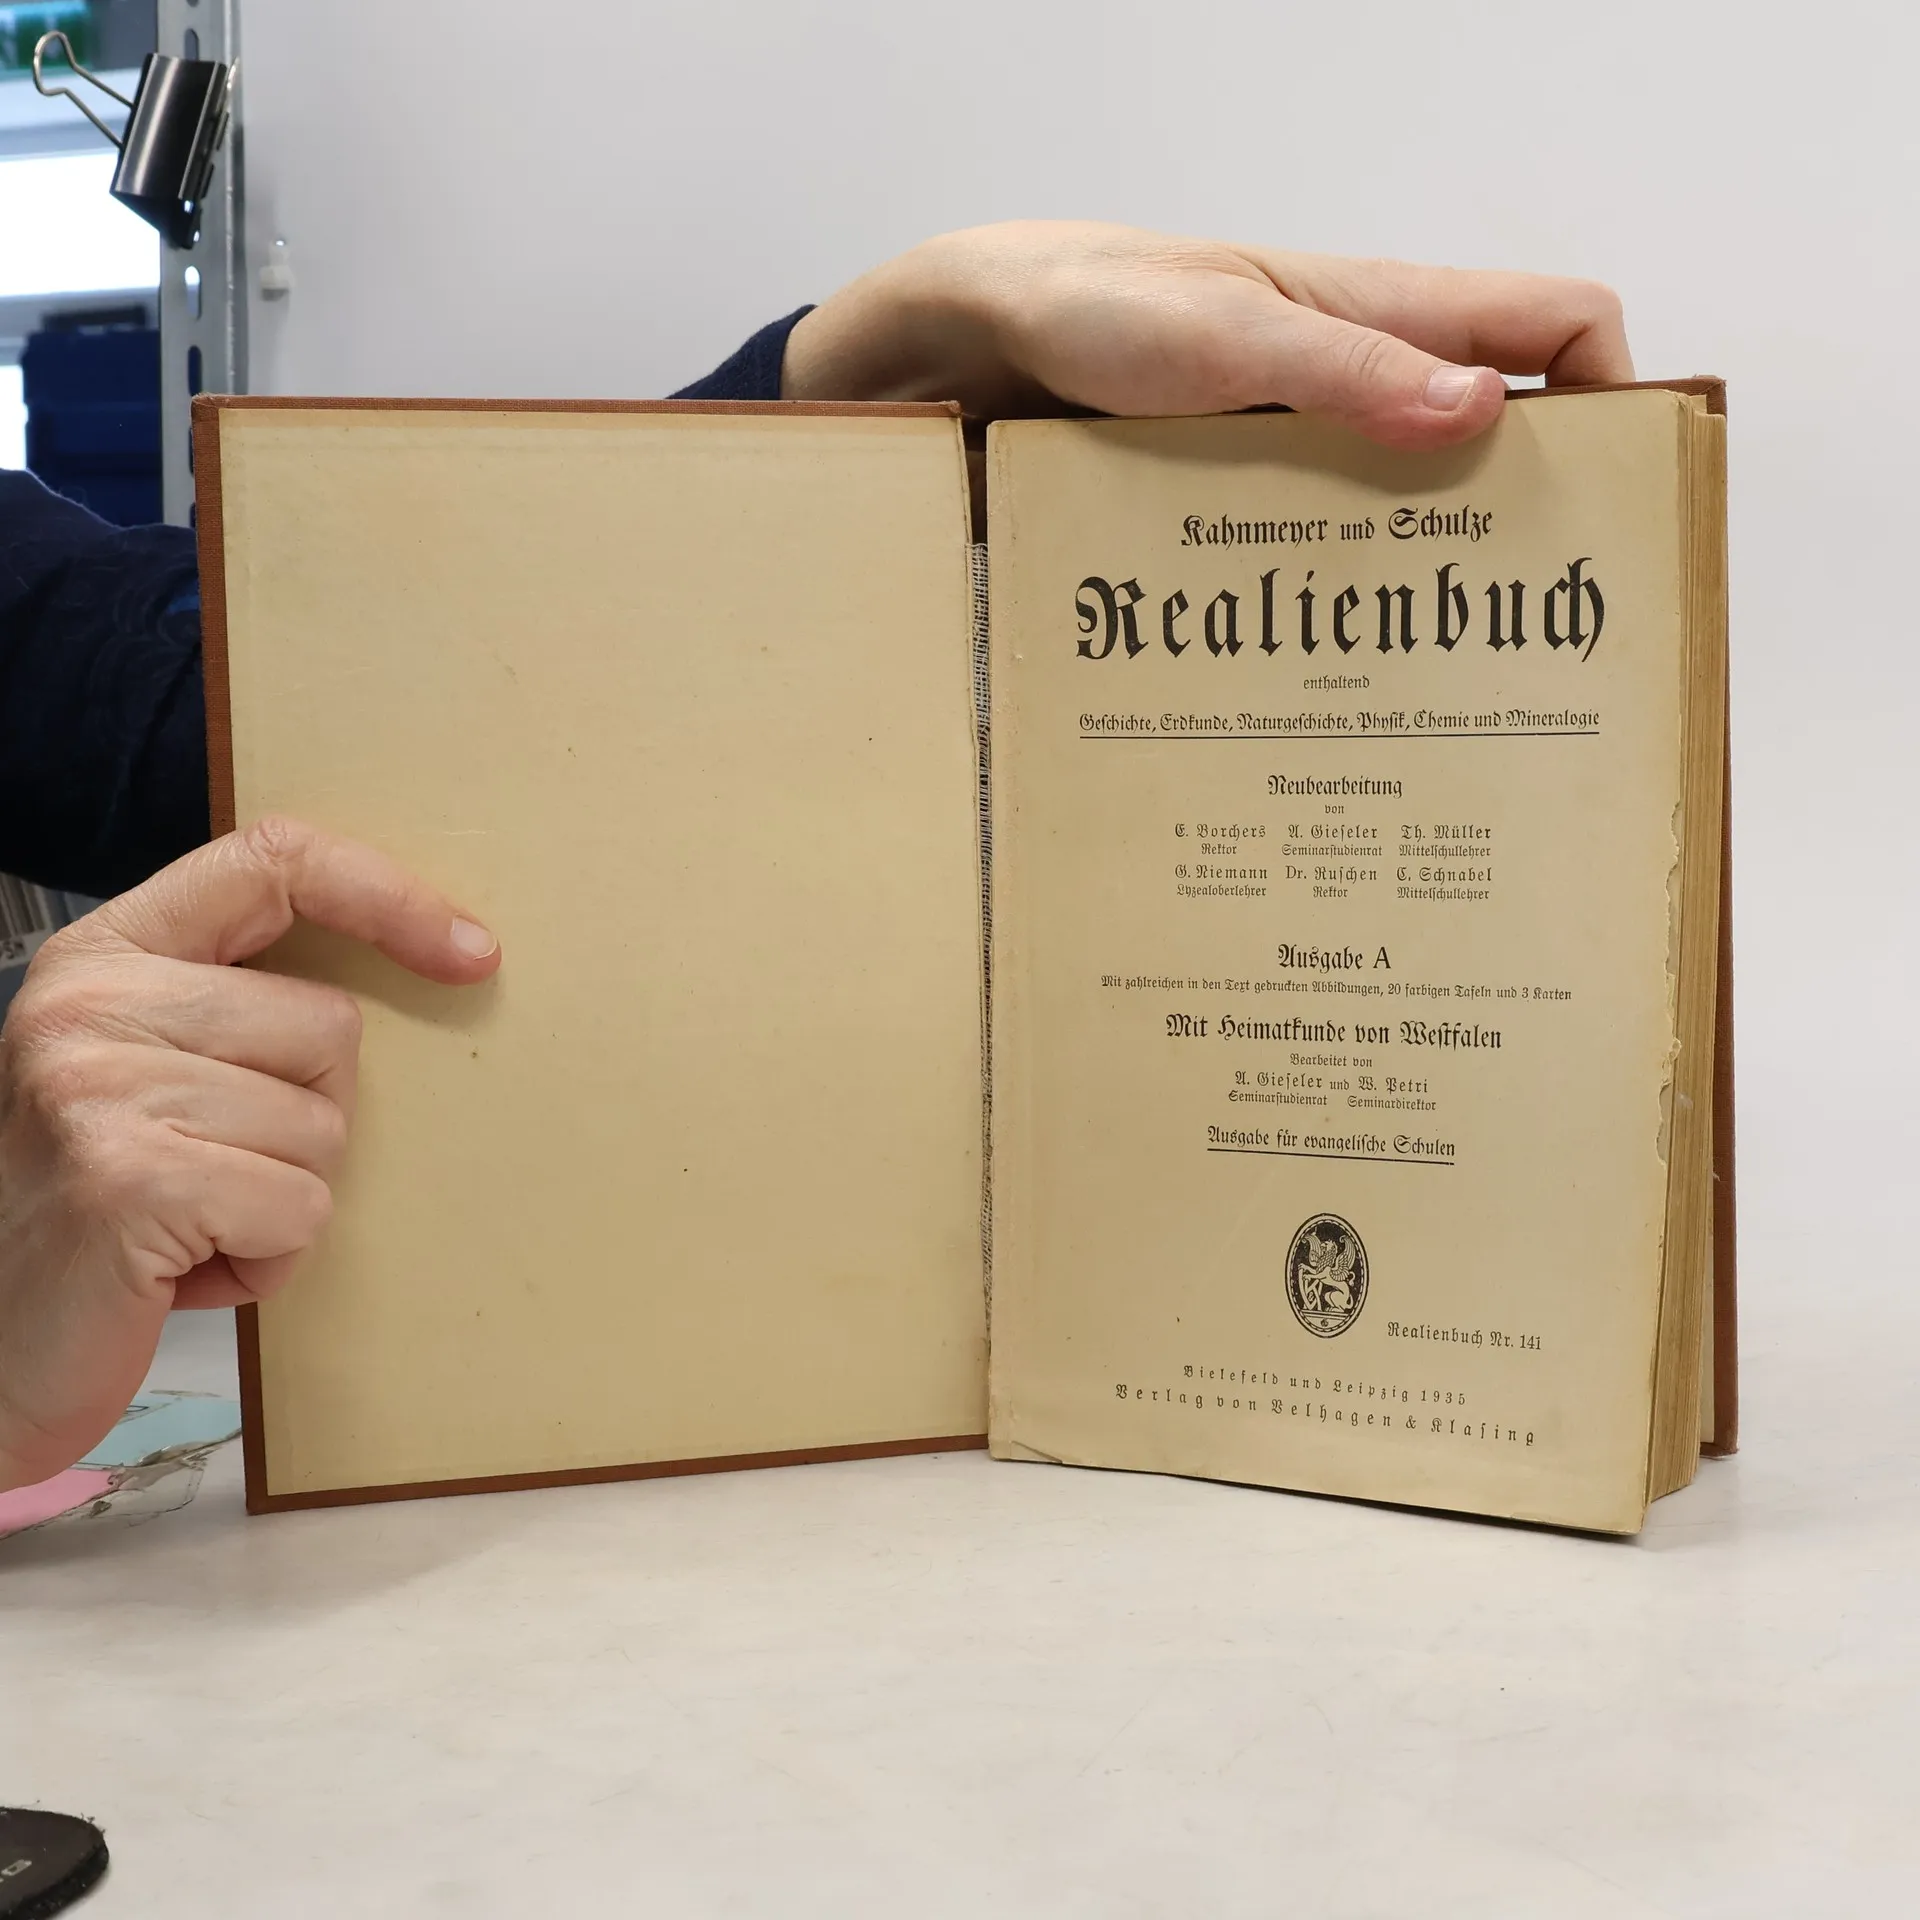 Kahnmeyer und Schulze
Realienbuch
enthaltend
Geschichte, Erdkunde, Naturgeschichte, Physik, Chemie und Mineralogie
Neubearbeitung
von
E. Borchers A. Gieseler Th. Müller
Rektor Seminarstudienrat Mittelschullehrer
G. Niemann Dr. Ruschen C. Schnabel
Lyzealoberlehrer Rektor Mittelschullehrer
Ausgabe A
Mit zahlreichen in den Text gedruckten Abbildungen, 20 farbigen Tafeln und 3 Karten
Mit Heimatkunde von Westfalen
Bearbeitet von
A. Gieseler und W. Petri
Seminarstudienrat Seminardirektor
Ausgabe für evangelische Schulen
Realienbuch Nr. 141
Bielefeld und Leipzig 1935
Verlag von Velhagen & Klasing